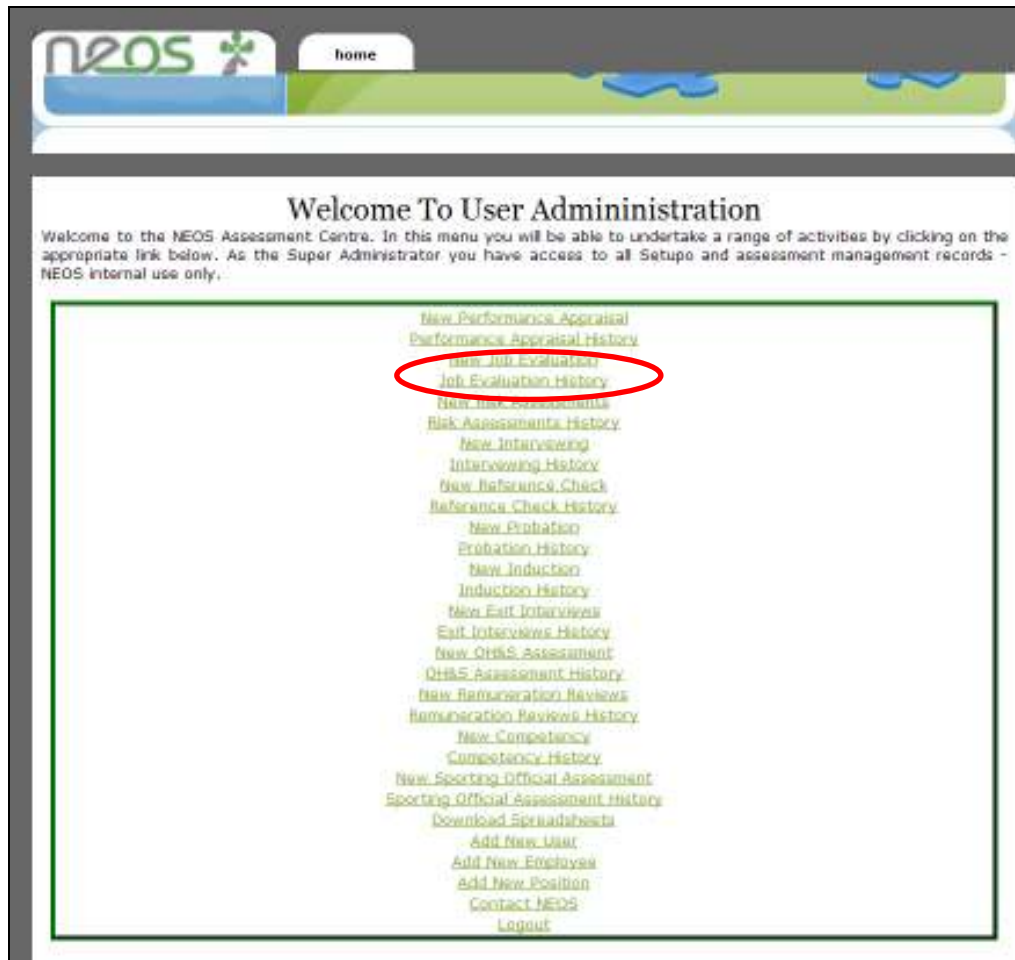 neos
home
Welcome To User Admininistration
Welcome to the NEOS Assessment Centre. In this menu you will be able to undertake a range of activities by clicking on the
appropriate link below. As the Super Administrator you have access to all Setupo and assessment management records -
NEOS internal use only.
New Performance Appraisal
Performance Appraisal History
New Job Evaluation
Job Evaluation History
New Risk Assessments
Risk Assessments History
New Intervewing
Intervewing History
New Reference Check
Reference Check History
New Probation
Probation History
New Induction
Induction History
New Exit Interviews
Exit Interviews History
New OH&S Assessment
OH&S Assessment History
New Remuneration Reviews
Remuneration Reviews History
New Competency
Competency History
New Sporting Official Assessment
Sporting Official Assessment History
Download Spreadsheets
Add New User
Add New Employee
Add New Position
Contact NEOS
Logout